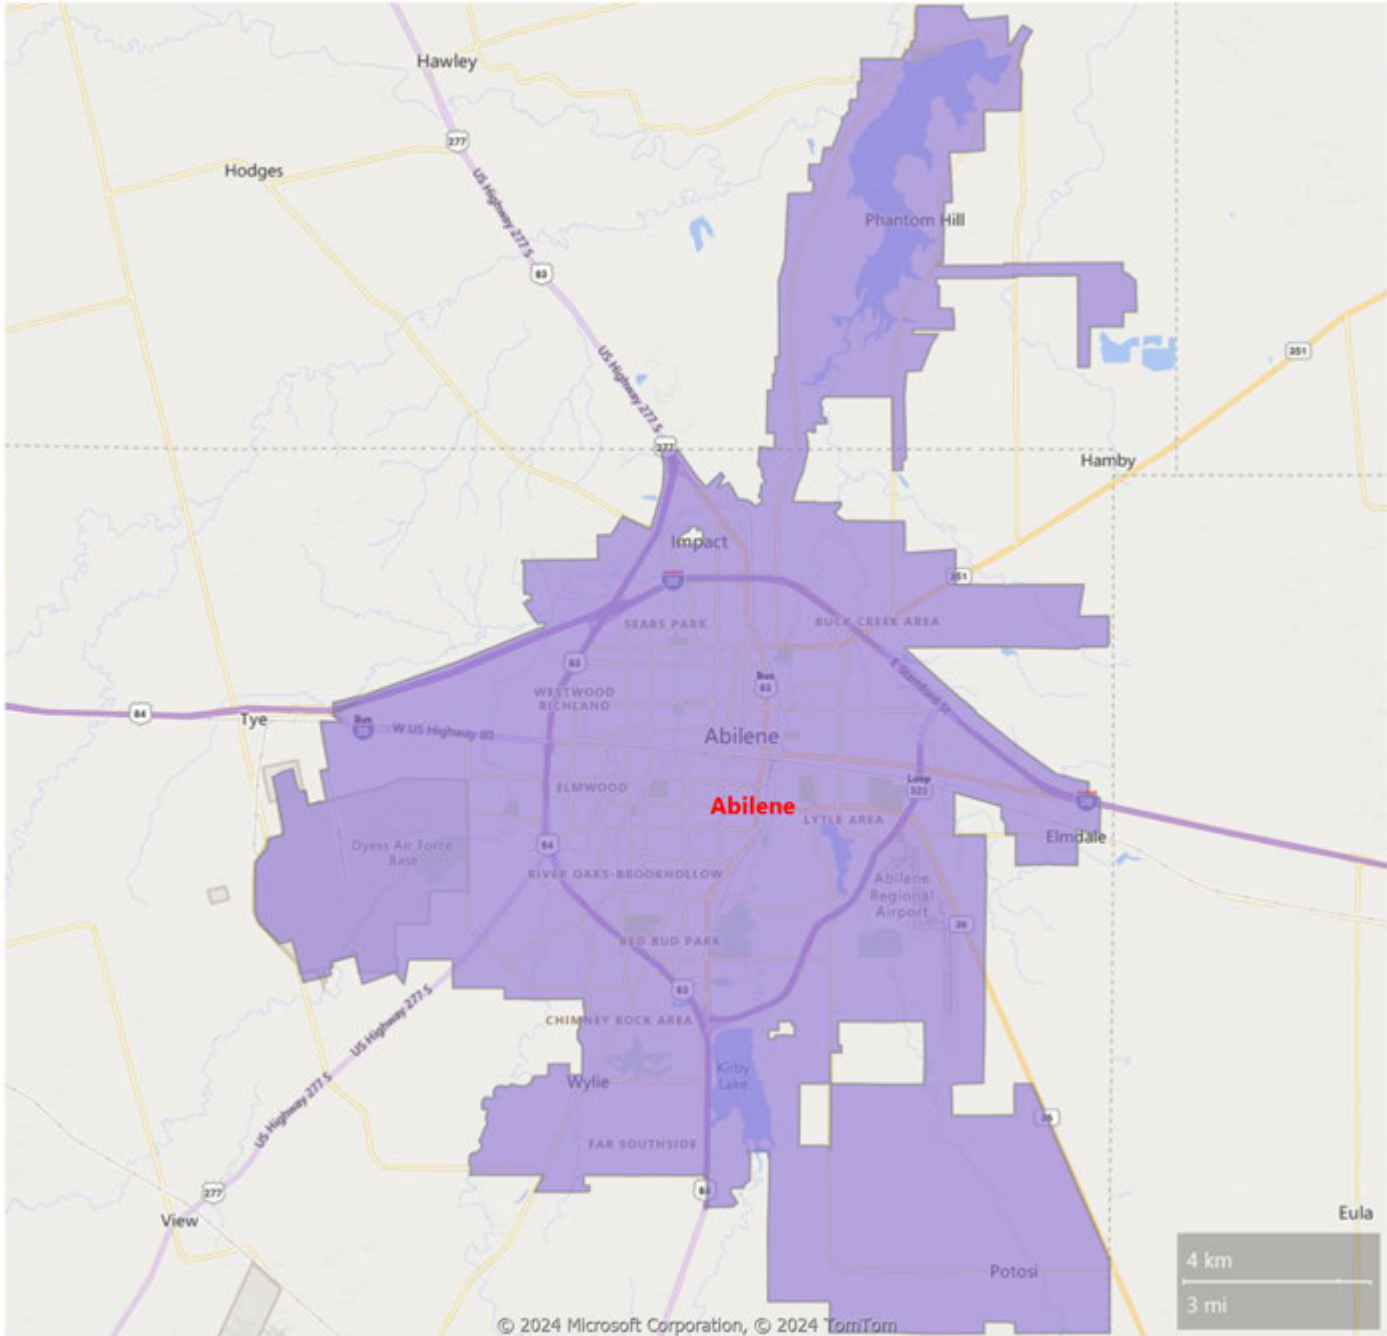 Hawley
277
Hodges
US Highway 277 S
Phantom Hill
83
351
US Highway 277 S
277
Hamby
Impact
20
351
SEARS PARK
BUCK CREEK AREA
83
E Stamford St
Bus
83
WESTWOOD
RICHLAND
84
Tye
Bus
20
W US Highway 80
Abilene
ELMWOOD
Loop
322
Abilene
20
LYTLE AREA
Elmdale
84
Dyess Air Force
Base
RIVER OAKS-BROOKHOLLOW
Abilene
Regional
Airport
36
RED BUD PARK
83
US Highway 277 S
CHIMNEY ROCK AREA
Kirby
Lake
Wylie
US Highway 277 S
36
FAR SOUTHSIDE
277
84
View
Eula
Potosi
4 km
3 mi
© 2024 Microsoft Corporation, © 2024 TomTom